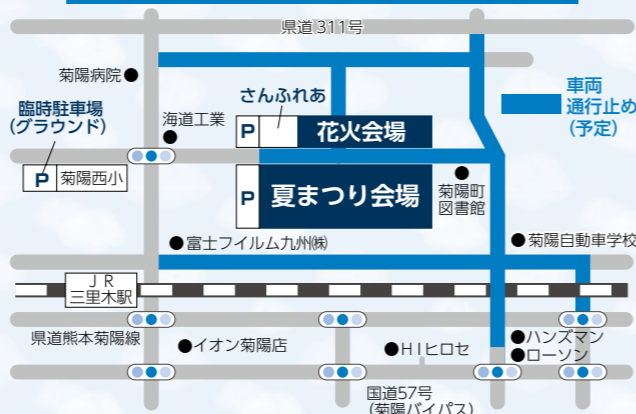 県道311号
菊陽病院
車両
通行止め
(予定)
さんふれあ
臨時駐車場
(グラウンド)
海道工業
P
花火会場
P 菊陽西小
P
夏まつり会場
菊陽町
図書館
富士フイルム九州㈱
菊陽自動車学校
JR
三里木駅
県道熊本菊陽線
イオン菊陽店
HIヒロセ
ハンズマン
ローソン
国道57号
(菊陽バイパス)